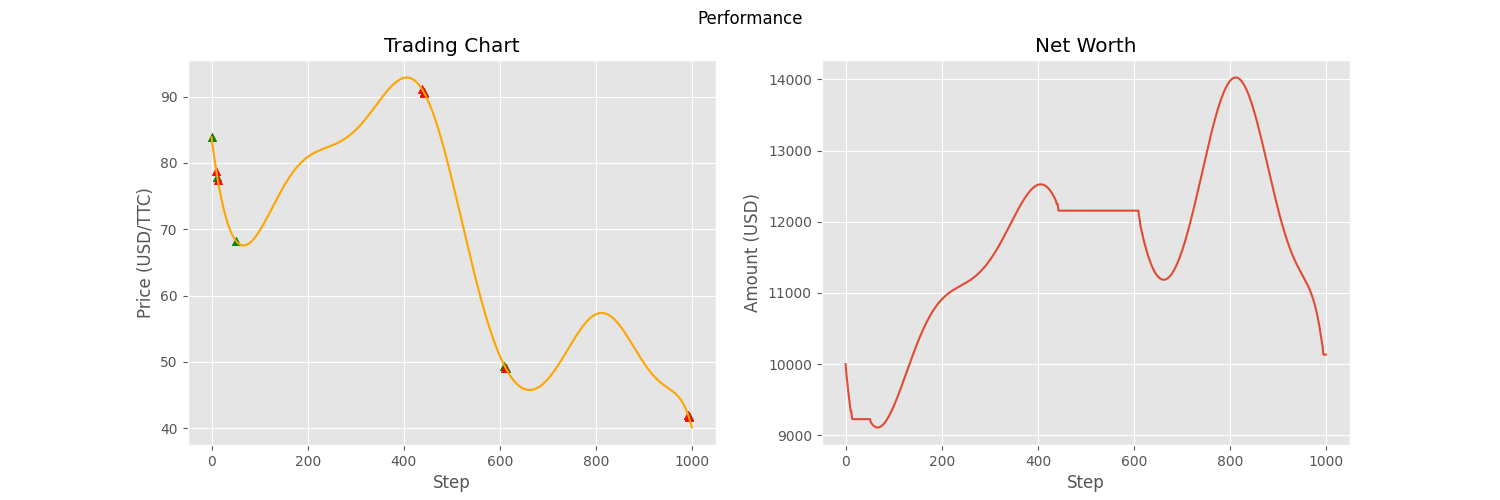 Performance
Trading Chart
Net Worth
Price (USD/TTC)
90
80
70
60
50
40
0 200 400 600 800 1000
Step
Amount (USD)
14000
13000
12000
11000
10000
9000
0 200 400 600 800 1000
Step